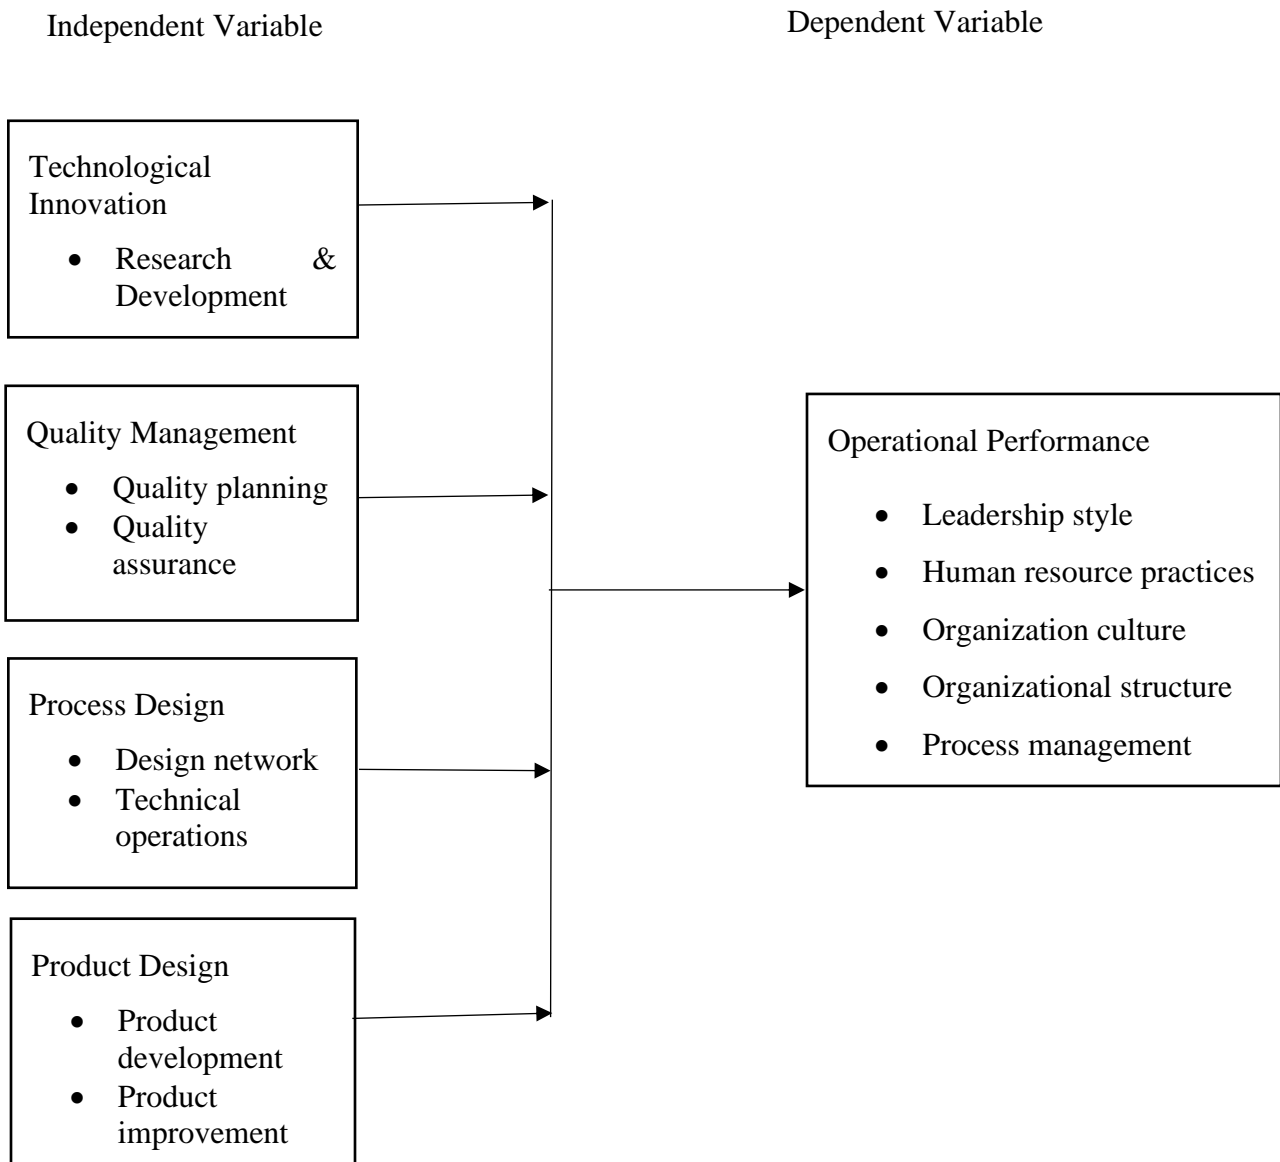 Independent Variable
Dependent Variable
Technological
Innovation
• Research &
Development
Quality Management
• Quality planning
• Quality
assurance
Process Design
• Design network
• Technical
operations
Product Design
• Product
development
• Product
improvement
Operational Performance
• Leadership style
• Human resource practices
• Organization culture
• Organizational structure
• Process management